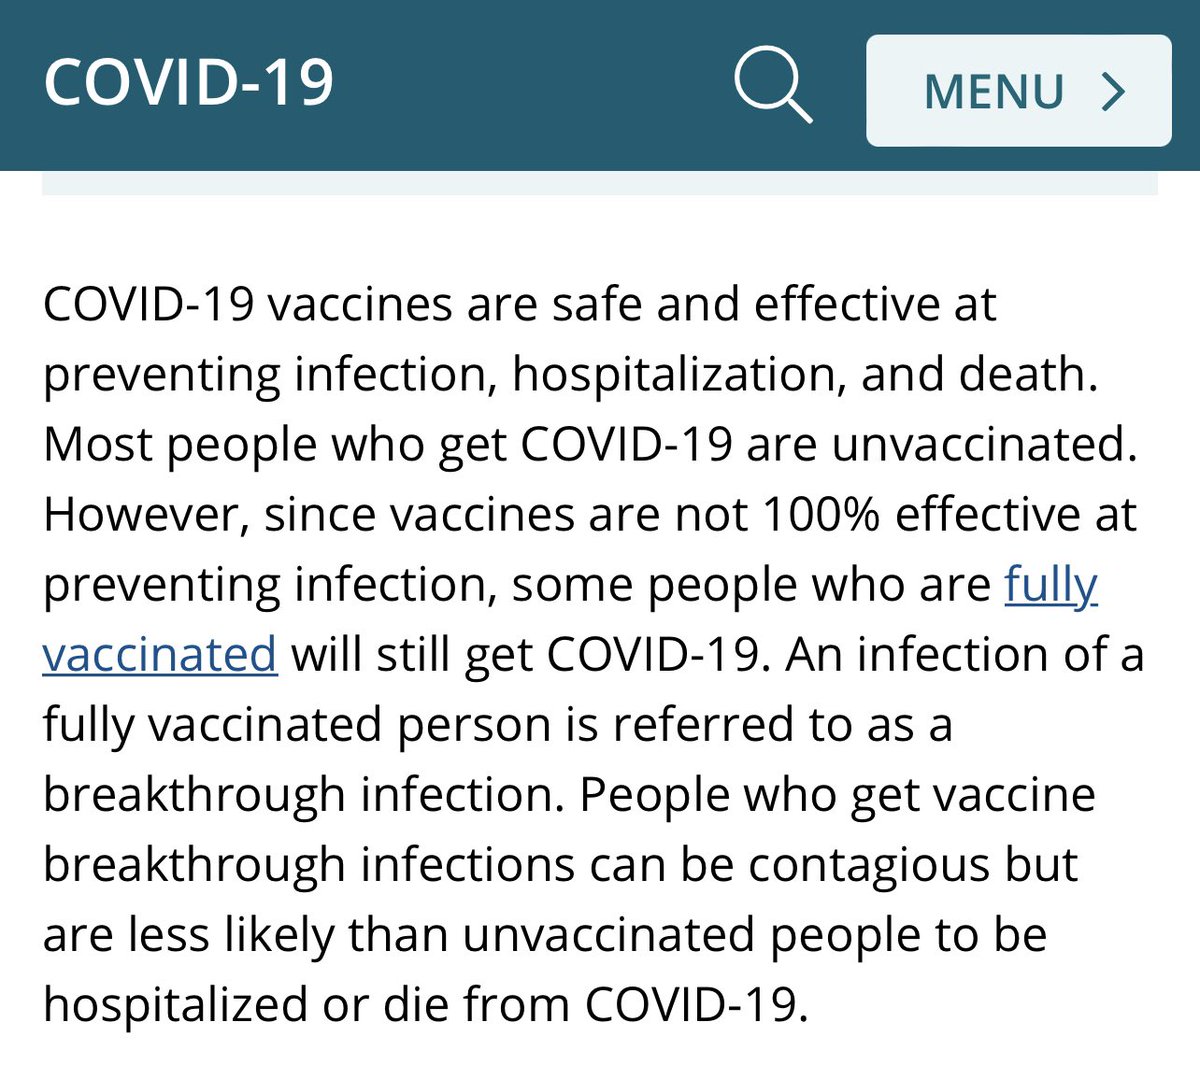 COVID-19
MENU
COVID-19 vaccines are safe and effective at
preventing infection, hospitalization, and death.
Most people who get COVID-19 are unvaccinated.
However, since vaccines are not 100% effective at
preventing infection, some people who are fully
vaccinated will still get COVID-19. An infection of a
fully vaccinated person is referred to as a
breakthrough infection. People who get vaccine
breakthrough infections can be contagious but
are less likely than unvaccinated people to be
hospitalized or die from COVID-19.